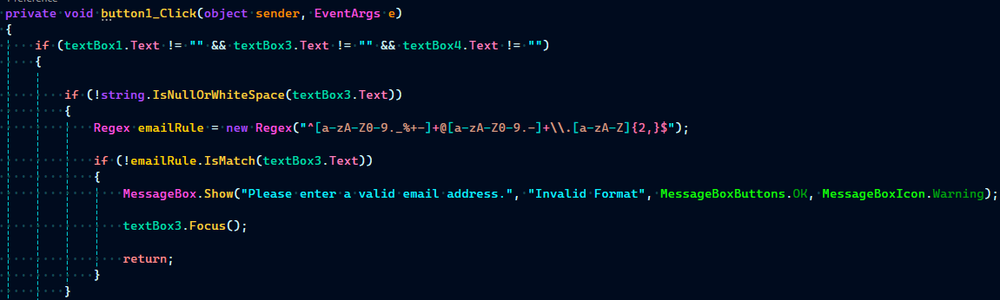 private void button1_Click(object sender, EventArgs e)
{
if (textBox1.Text != "" && textBox3.Text != "" && textBox4.Text != "")
{
if (!string.IsNullOrWhiteSpace(textBox3.Text))
{
Regex emailRule = new Regex("^[a-zA-Z0-9._%+-]+@[a-zA-Z0-9.-]+\\.[a-zA-Z]{2,}$");
if (!emailRule.IsMatch(textBox3.Text))
{
MessageBox.Show("Please enter a valid email address.", "Invalid Format", MessageBoxButtons.OK, MessageBoxIcon.Warning);
textBox3.Focus();
return;
}
}